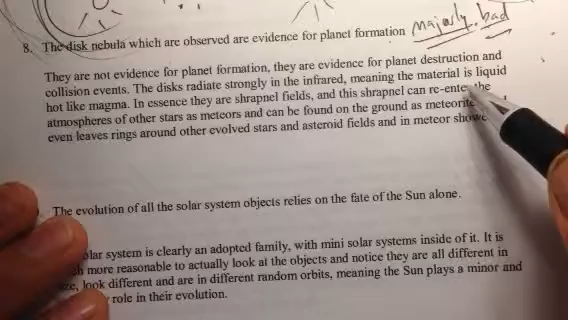 8. The disk nebula which are observed are evidence for planet formation majorly bad
They are not evidence for planet formation, they are evidence for planet destruction and
collision events. The disks radiate strongly in the infrared, meaning the material is liquid
hot like magma. In essence they are shrapnel fields, and this shrapnel can re-enter the
atmospheres of other stars as meteors and can be found on the ground as
even leaves rings around other evolved stars and asteroid fields and in meteor
The evolution of all the solar system objects relies on the fate of the Sun alone.
system is clearly an adopted family, with mini solar systems inside of it. It is
more reasonable to actually look at the objects and notice they are all different in
look different and are in different random orbits, meaning the Sun plays a minor and
role in their evolution.